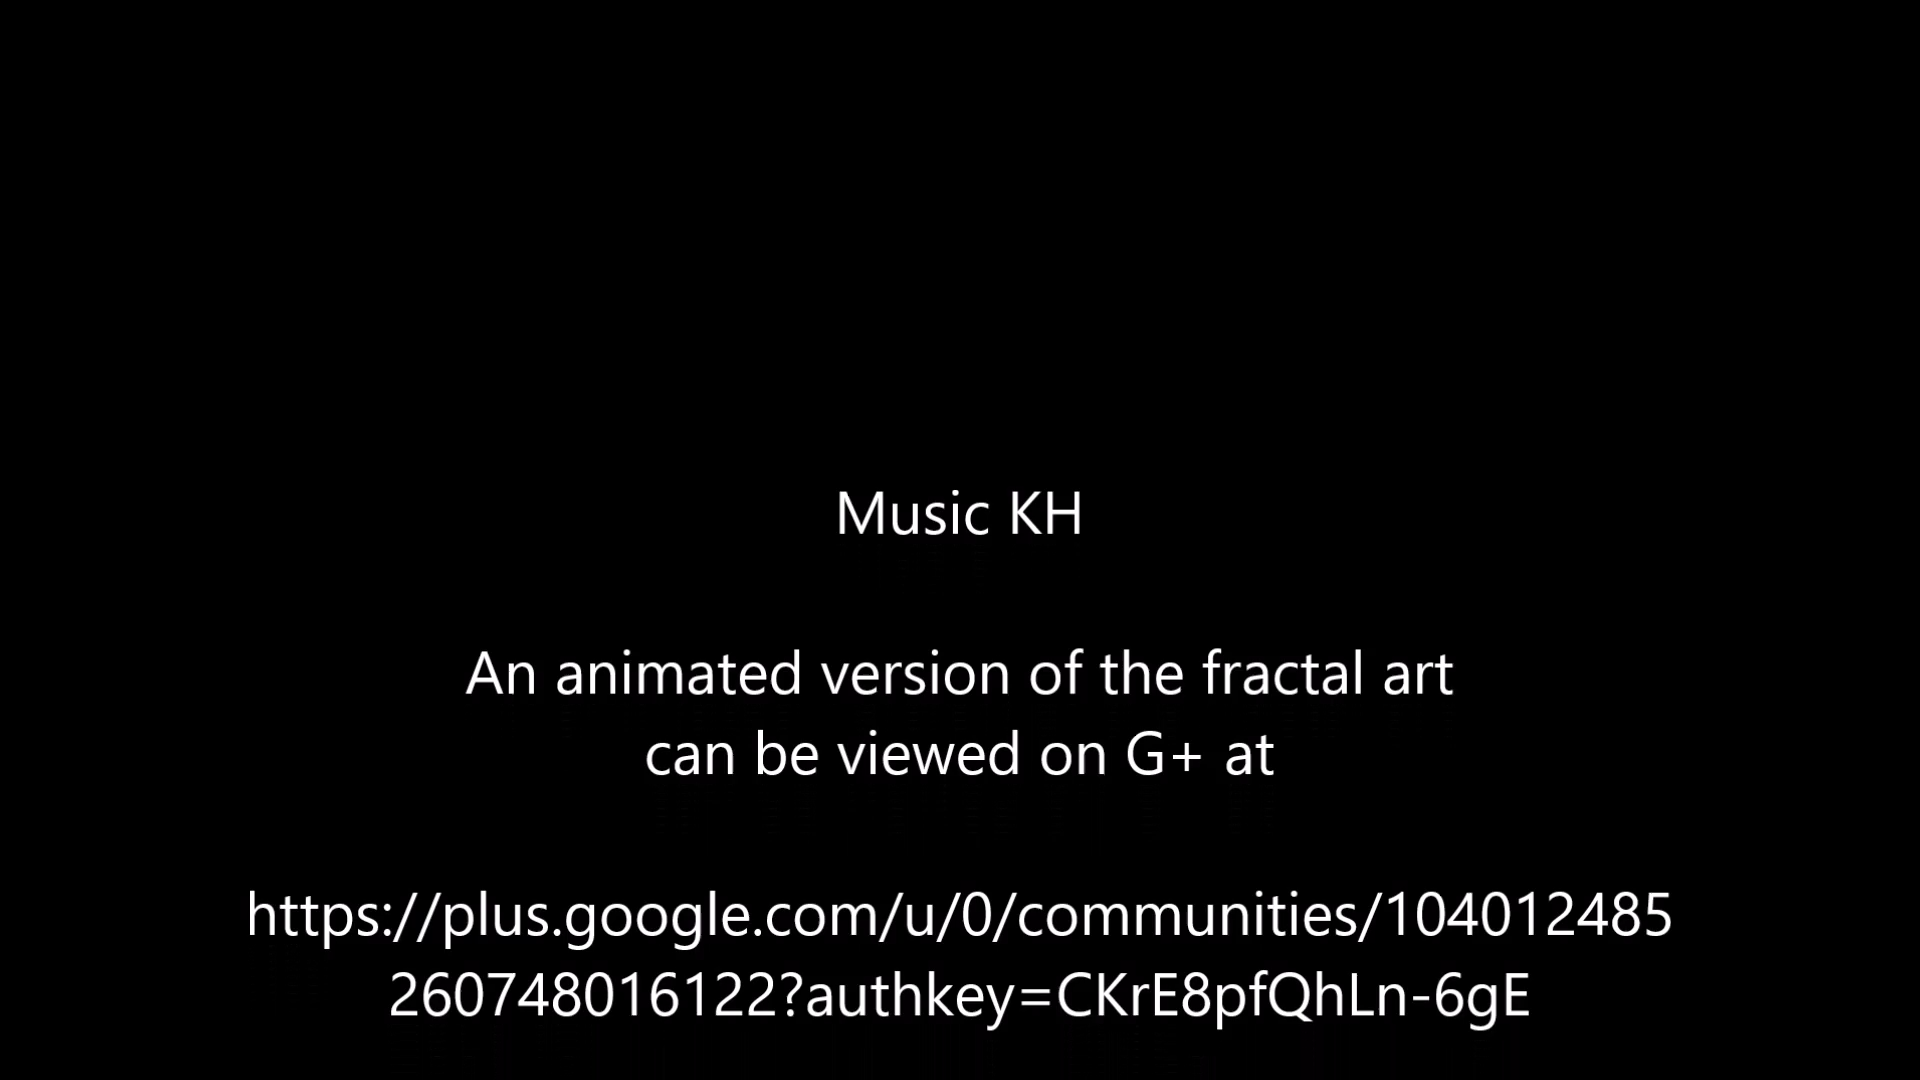 Music KH
An animated version of the fractal art
can be viewed on G+ at
https://plus.google.com/u/0/communities/104012485
260748016122?authkey=CKrE8pfQhLn-6gE